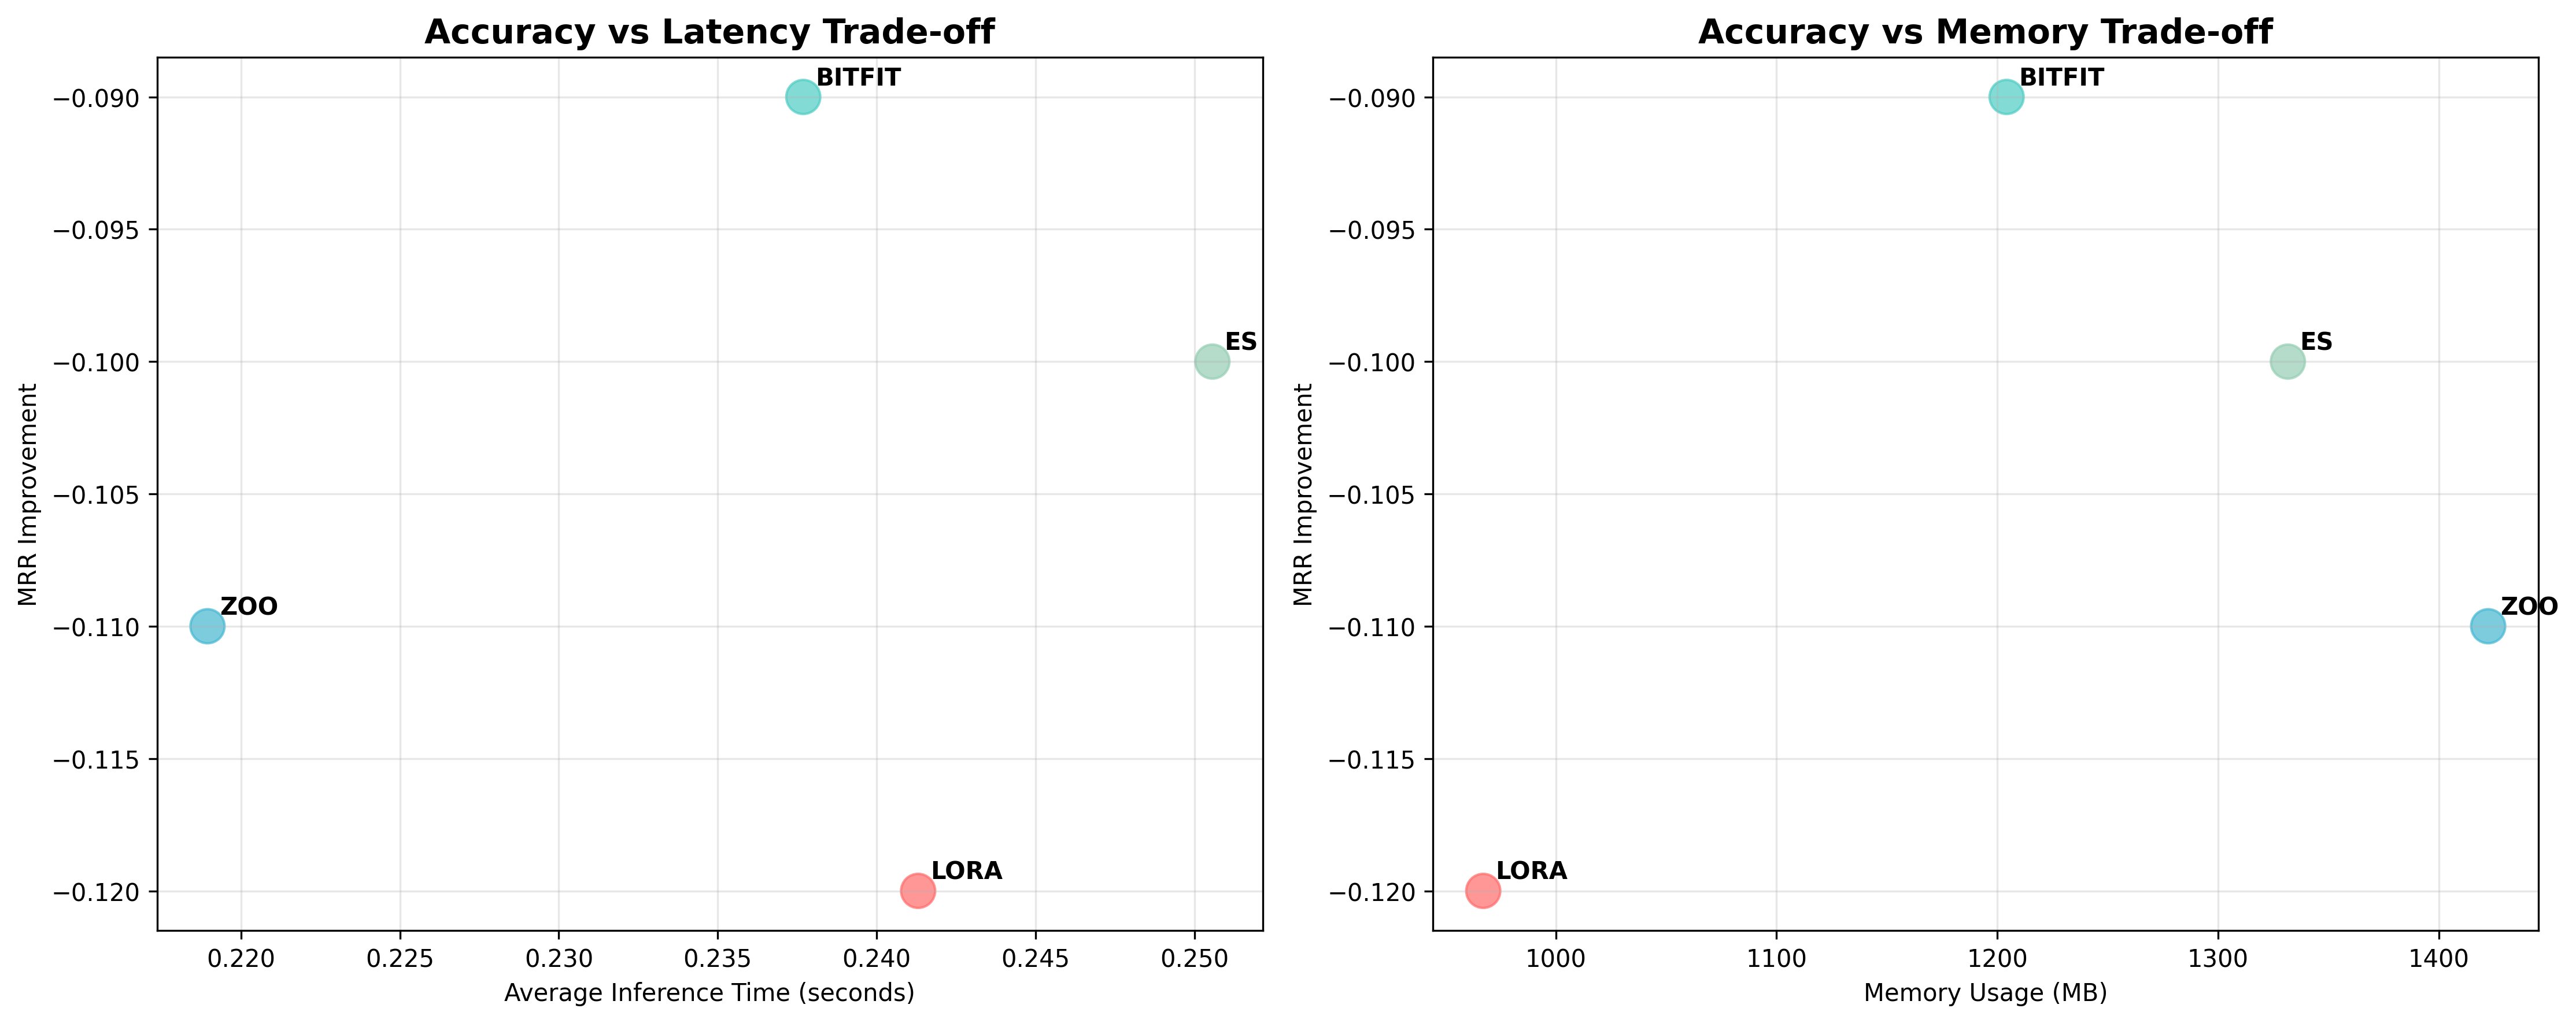 Accuracy vs Latency Trade-off
MRR Improvement
−0.090
−0.095
−0.100
−0.105
−0.110
−0.115
−0.120
BITFIT
ES
ZOO
LORA
0.220 0.225 0.230 0.235 0.240 0.245 0.250
Average Inference Time (seconds)
Accuracy vs Memory Trade-off
MRR Improvement
−0.090
−0.095
−0.100
−0.105
−0.110
−0.115
−0.120
BITFIT
ES
ZOO
LORA
1000 1100 1200 1300 1400
Memory Usage (MB)